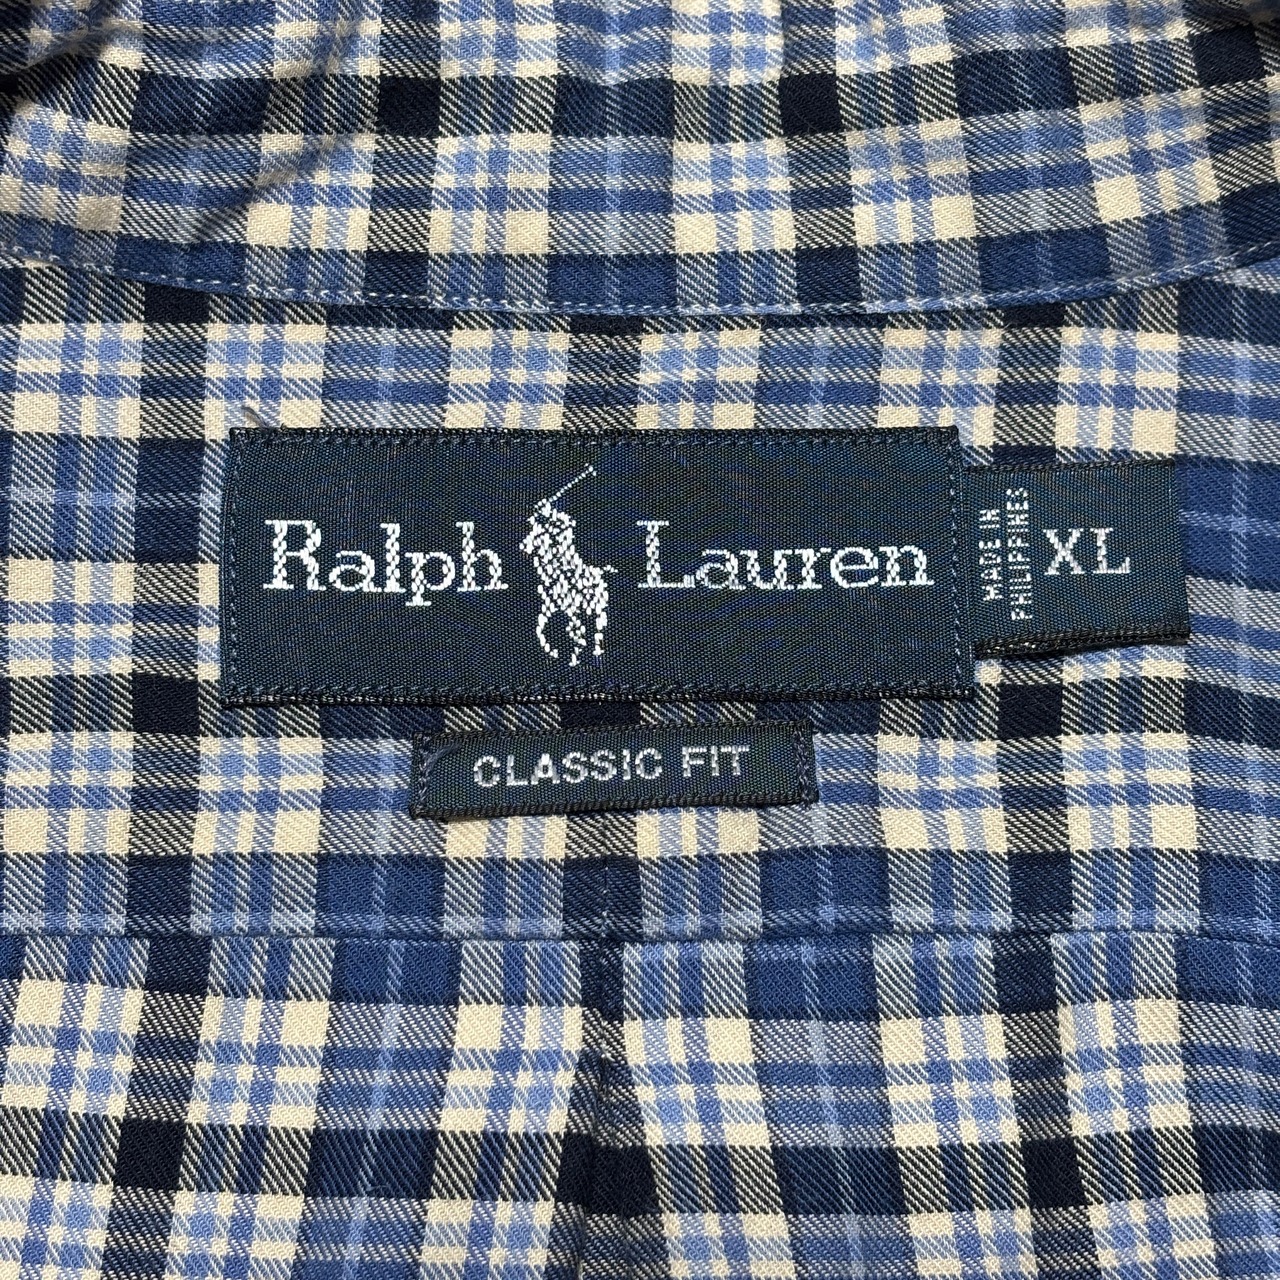 Ralph Lauren
MADE IN
PHILIPPINES
XL
CLASSIC FIT